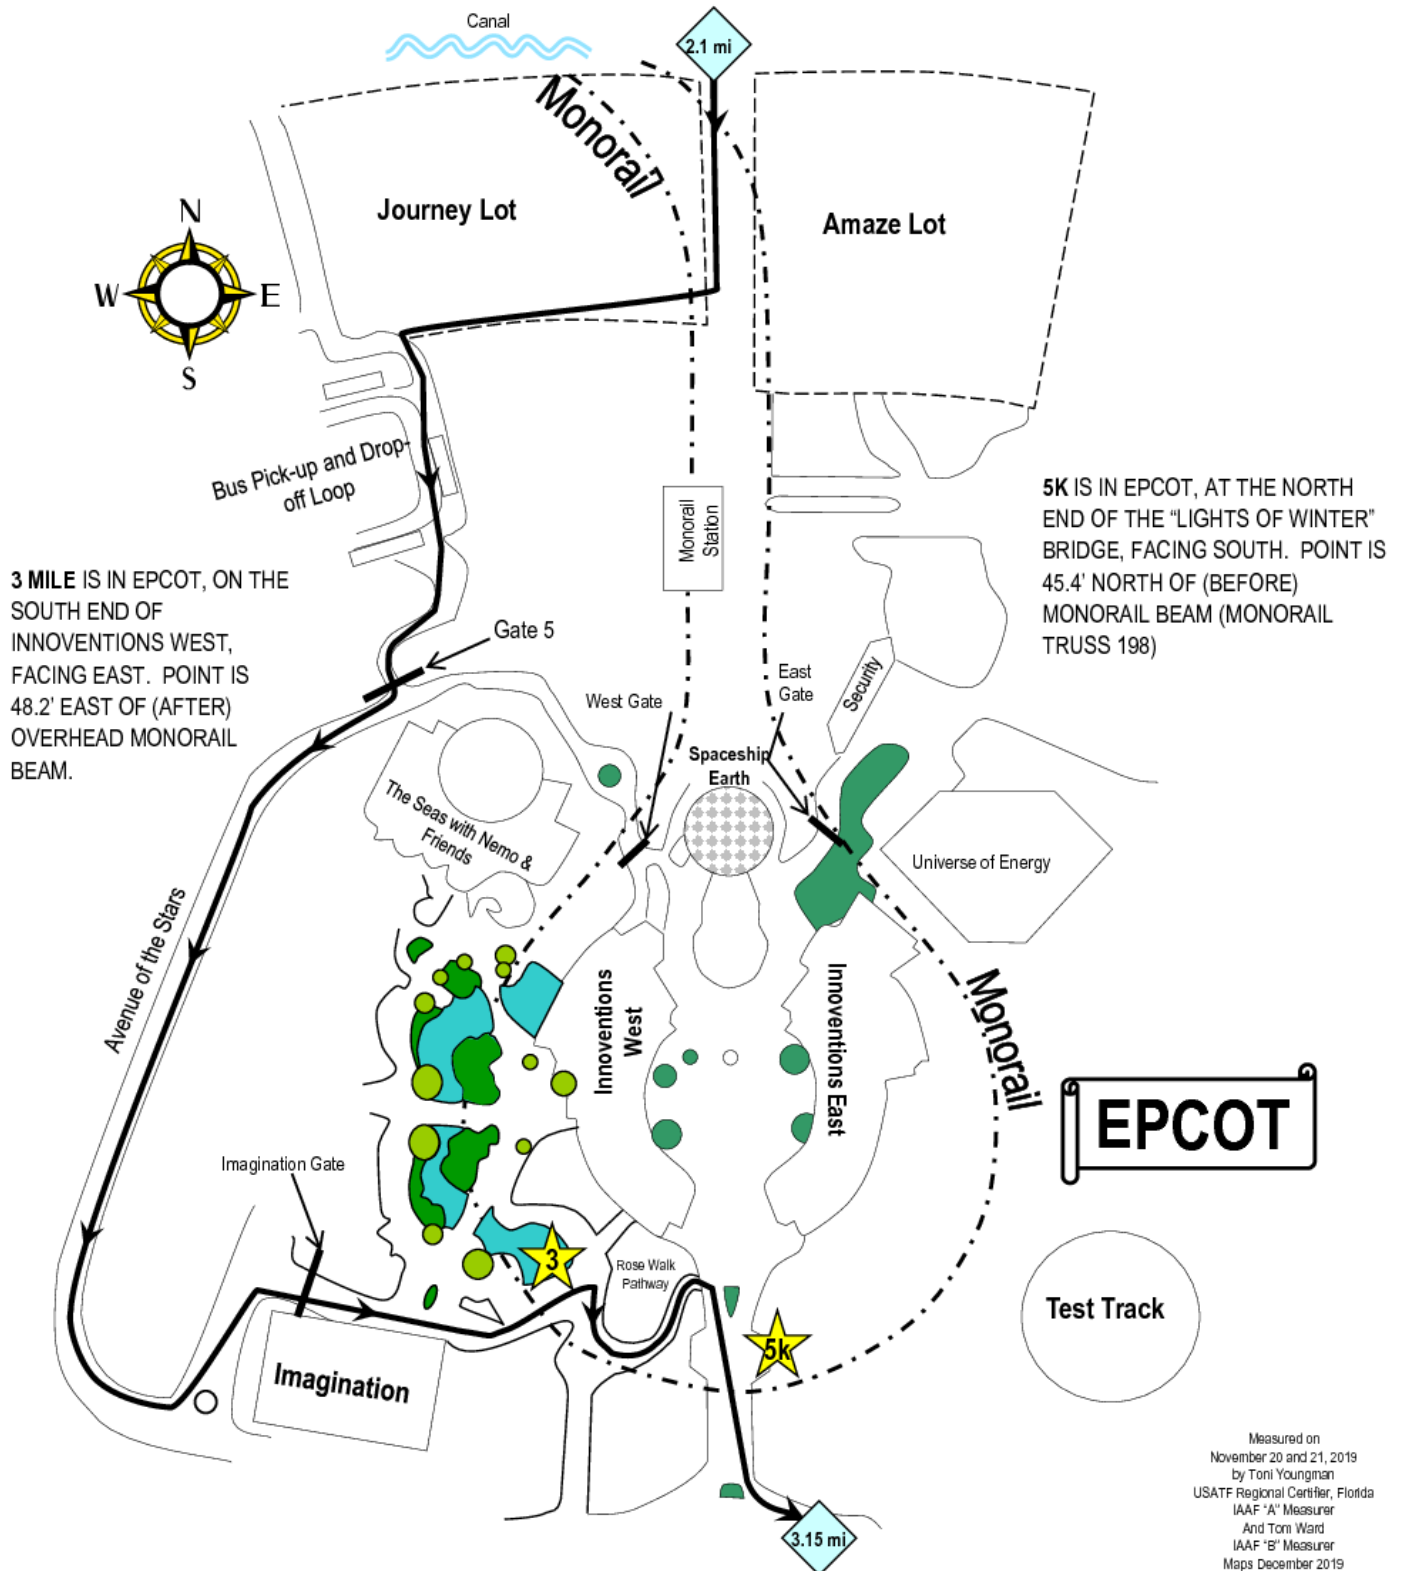 Canal
2.1 mi
Monorail
Journey Lot
Amaze Lot
N
W
E
S
Bus Pick-up and Drop-
off Loop
Monorail
Station
5K IS IN EPCOT, AT THE NORTH
END OF THE “LIGHTS OF WINTER”
BRIDGE, FACING SOUTH. POINT IS
45.4' NORTH OF (BEFORE)
MONORAIL BEAM (MONORAIL
TRUSS 198)
3 MILE IS IN EPCOT, ON THE
SOUTH END OF
INNOVENTIONS WEST,
FACING EAST. POINT IS
48.2' EAST OF (AFTER)
OVERHEAD MONORAIL
BEAM.
Gate 5
West Gate
East
Gate
Security
Spaceship
Earth
The Seas with Nemo &
Friends
Universe of Energy
Avenue of the Stars
Innoventions
West
Innoventions East
Monorail
EPCOT
Imagination Gate
3
Rose Walk
Pathway
5k
Test Track
Imagination
3.15 mi
Measured on
November 20 and 21, 2019
by Toni Youngman
USATF Regional Certifier, Florida
IAAF “A” Measurer
And Tom Ward
IAAF “B” Measurer
Maps December 2019